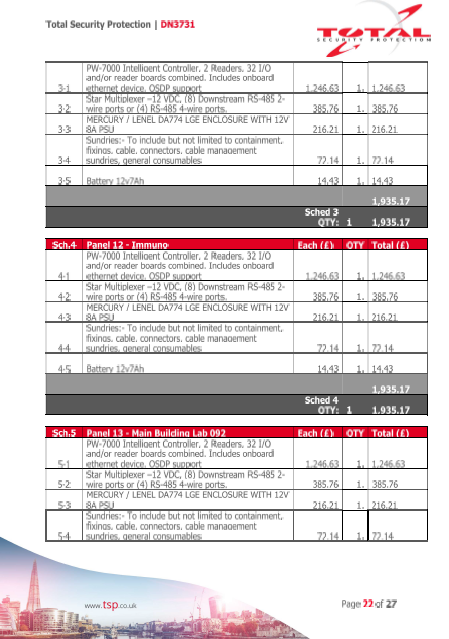 Total Security Protection | DN3731
TOTAL
SECURITY PROTECTION
PW-7000 Intelligent Controller, 2 Readers, 32 I/O
and/or reader boards combined. Includes onboard
3-1 ethernet device. OSDP support 1,246.63 1. 1,246.63
Star Multiplexer –12 VDC, (8) Downstream RS-485 2-
3-2 wire ports or (4) RS-485 4-wire ports. 385.76 1. 385.76
MERCURY / LENEL DA774 LGE ENCLOSURE WITH 12V
3-3 8A PSU 216.21 1. 216.21
Sundries:- To include but not limited to containment,
fixings, cable, connectors, cable management
3-4 sundries, general consumables 72.14 1. 72.14
3-5 Battery 12v7Ah 14.43 1. 14.43
1,935.17
Sched 3
QTY: 1 1,935.17
Sch.4 Panel 12 - Immuno Each (£) QTY Total (£)
PW-7000 Intelligent Controller, 2 Readers, 32 I/O
and/or reader boards combined. Includes onboard
4-1 ethernet device. OSDP support 1,246.63 1. 1,246.63
Star Multiplexer –12 VDC, (8) Downstream RS-485 2-
4-2 wire ports or (4) RS-485 4-wire ports. 385.76 1. 385.76
MERCURY / LENEL DA774 LGE ENCLOSURE WITH 12V
4-3 8A PSU 216.21 1. 216.21
Sundries:- To include but not limited to containment,
fixings, cable, connectors, cable management
4-4 sundries, general consumables 72.14 1. 72.14
4-5 Battery 12v7Ah 14.43 1. 14.43
1,935.17
Sched 4
QTY: 1 1,935.17
Sch.5 Panel 13 - Main Building Lab 092 Each (£) QTY Total (£)
PW-7000 Intelligent Controller, 2 Readers, 32 I/O
and/or reader boards combined. Includes onboard
5-1 ethernet device. OSDP support 1,246.63 1. 1,246.63
Star Multiplexer –12 VDC, (8) Downstream RS-485 2-
5-2 wire ports or (4) RS-485 4-wire ports. 385.76 1. 385.76
MERCURY / LENEL DA774 LGE ENCLOSURE WITH 12V
5-3 8A PSU 216.21 1. 216.21
Sundries:- To include but not limited to containment,
fixings, cable, connectors, cable management
5-4 sundries, general consumables 72.14 1. 72.14
www.tsp.co.uk Page 22 of 27